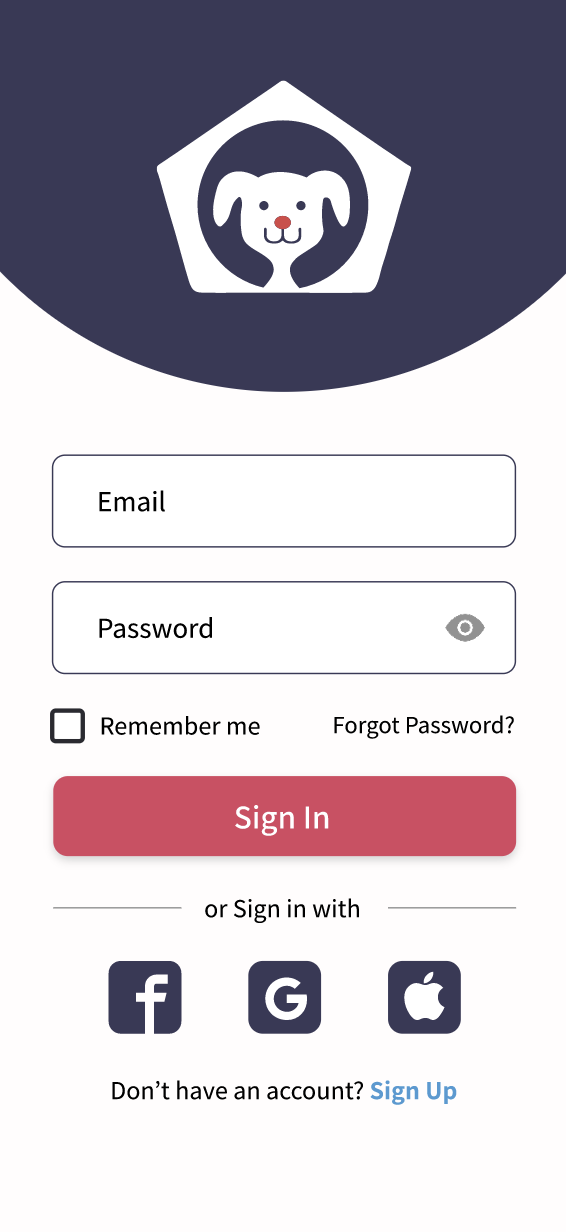 Email
Password
Remember me
Forgot Password?
Sign In
or Sign in with
Don’t have an account? Sign Up